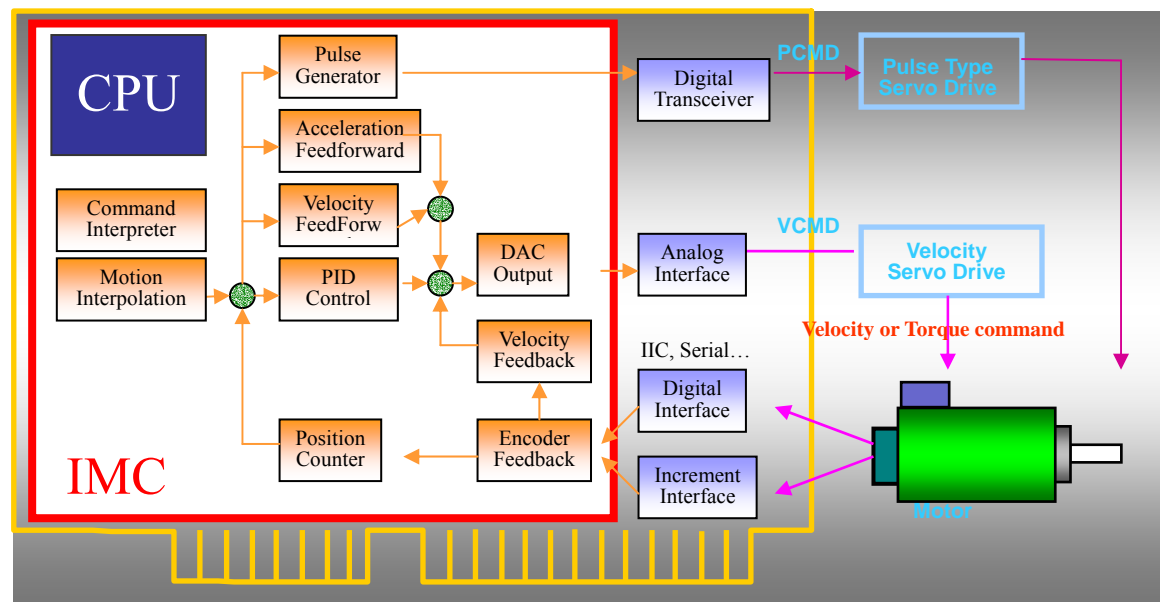 CPU
Pulse
Generator
Digital
Transceiver
PCMD
Pulse Type
Servo Drive
Acceleration
Feedforward
Command
Interpreter
Velocity
FeedForw
Motion
Interpolation
PID
Control
DAC
Output
Analog
Interface
VCMD
Velocity
Servo Drive
Velocity or Torque command
Velocity
Feedback
IIC, Serial…
Digital
Interface
Position
Counter
Encoder
Feedback
Increment
Interface
IMC
Motor